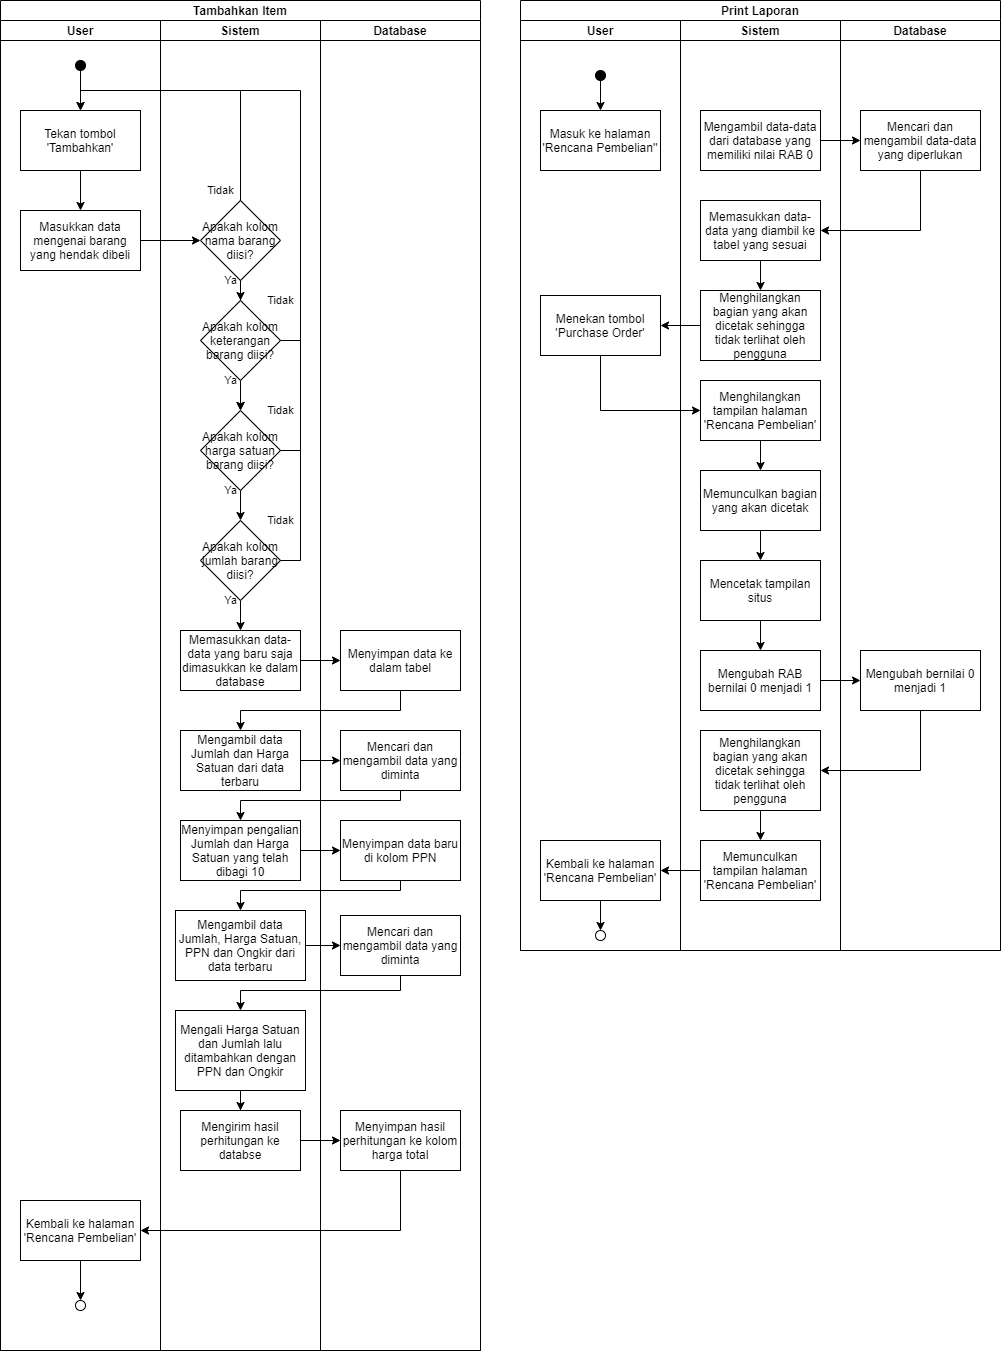 Tambahkan Item
User
Sistem
Database
Tekan tombol
'Tambahkan'
Masukkan data
mengenai barang
yang hendak dibeli
Tidak
Apakah kolom
nama barang
diisi?
Ya
Tidak
Apakah kolom
keterangan
barang diisi?
Ya
Tidak
Apakah kolom
harga satuan
barang diisi?
Ya
Tidak
Apakah kolom
jumlah barang
diisi?
Ya
Memasukkan data-
data yang baru saja
dimasukkan ke dalam
database
Menyimpan data ke
dalam tabel
Mengambil data
Jumlah dan Harga
Satuan dari data
terbaru
Mencari dan
mengambil data yang
diminta
Menyimpan pengalian
Jumlah dan Harga
Satuan yang telah
dibagi 10
Menyimpan data baru
di kolom PPN
Mengambil data
Jumlah, Harga Satuan,
PPN dan Ongkir dari
data terbaru
Mencari dan
mengambil data yang
diminta
Mengali Harga Satuan
dan Jumlah lalu
ditambahkan dengan
PPN dan Ongkir
Mengirim hasil
perhitungan ke
databse
Menyimpan hasil
perhitungan ke kolom
harga total
Kembali ke halaman
'Rencana Pembelian'
Print Laporan
User
Sistem
Database
Masuk ke halaman
'Rencana Pembelian"
Mengambil data-data
dari database yang
memiliki nilai RAB 0
Mencari dan
mengambil data-data
yang diperlukan
Memasukkan data-
data yang diambil ke
tabel yang sesuai
Menghilangkan
bagian yang akan
dicetak sehingga
tidak terlihat oleh
pengguna
Menekan tombol
'Purchase Order'
Menghilangkan
tampilan halaman
'Rencana Pembelian'
Memunculkan bagian
yang akan dicetak
Mencetak tampilan
situs
Mengubah RAB
bernilai 0 menjadi 1
Mengubah bernilai 0
menjadi 1
Menghilangkan
bagian yang akan
dicetak sehingga
tidak terlihat oleh
pengguna
Memunculkan
tampilan halaman
'Rencana Pembelian'
Kembali ke halaman
'Rencana Pembelian'